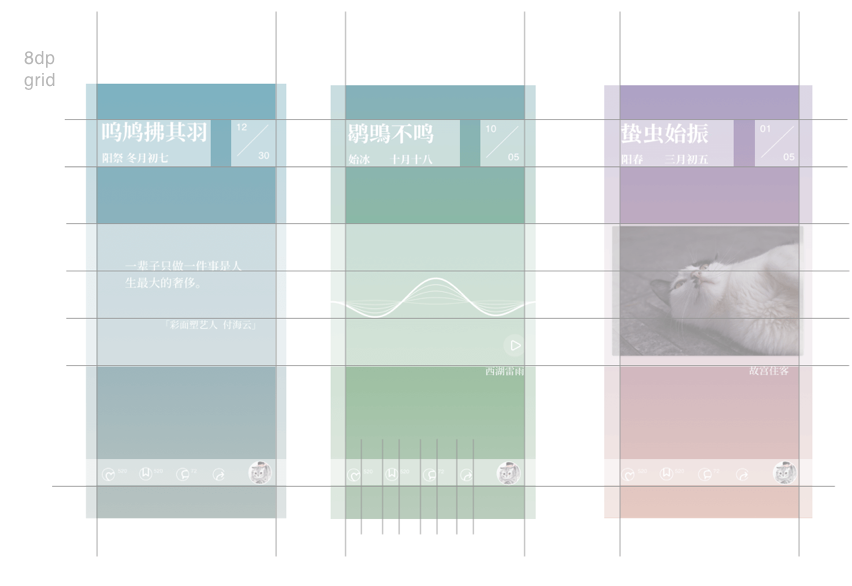 8dp
grid
鸣鸠拂其羽
12
30
阳祭 冬月初七
一辈子只做一件事是人
生最大的奢侈。
「彩面塑艺人 付海云」
鹖鴠不鸣
10
05
始冰 十月十八
西湖雷雨
蛰虫始振
01
05
阳春 三月初五
故宫住客